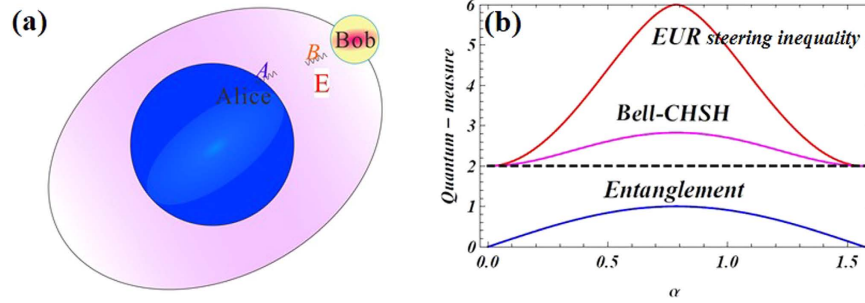 (a)
Bob
B
E
A
Alice
(b)
Quantum - measure
6
5
4
3
2
1
0
EUR steering inequality
Bell-CHSH
Entanglement
0.0 0.5 1.0 1.5
α